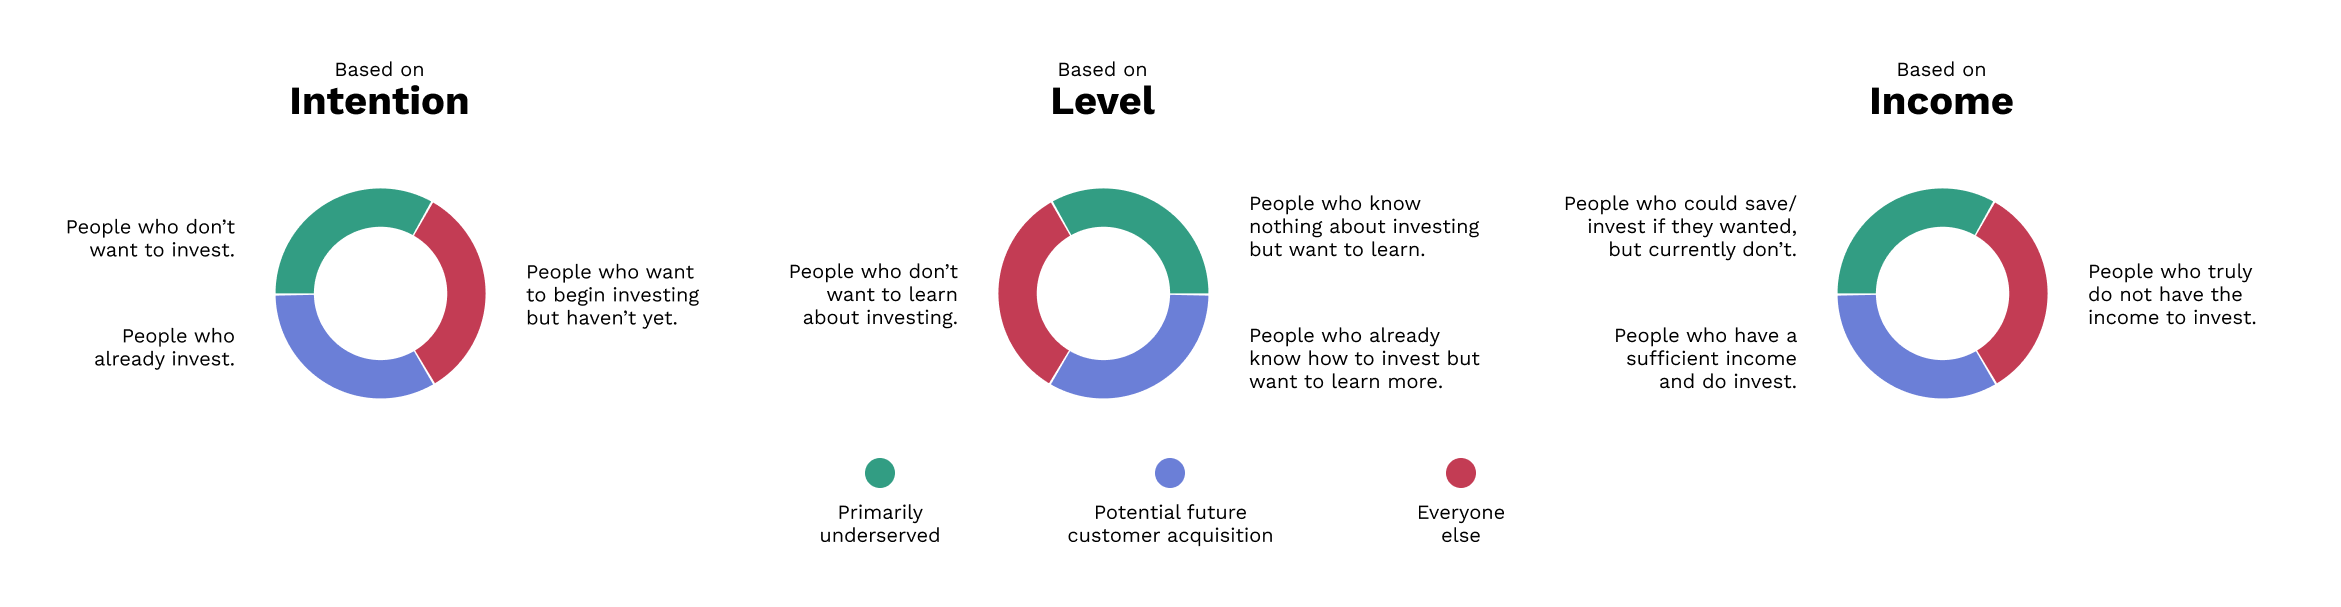 Based on
Intention
People who don’t
want to invest.
People who
already invest.
People who want
to begin investing
but haven’t yet.
Based on
Level
People who don’t
want to learn
about investing.
People who know
nothing about investing
but want to learn.
People who already
know how to invest but
want to learn more.
Based on
Income
People who could save/
invest if they wanted,
but currently don’t.
People who have a
sufficient income
and do invest.
People who truly
do not have the
income to invest.
Primarily
underserved
Potential future
customer acquisition
Everyone
else